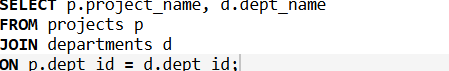 SELECT p.project_name, d.dept_name
FROM projects p
JOIN departments d
ON p.dept_id = d.dept_id;